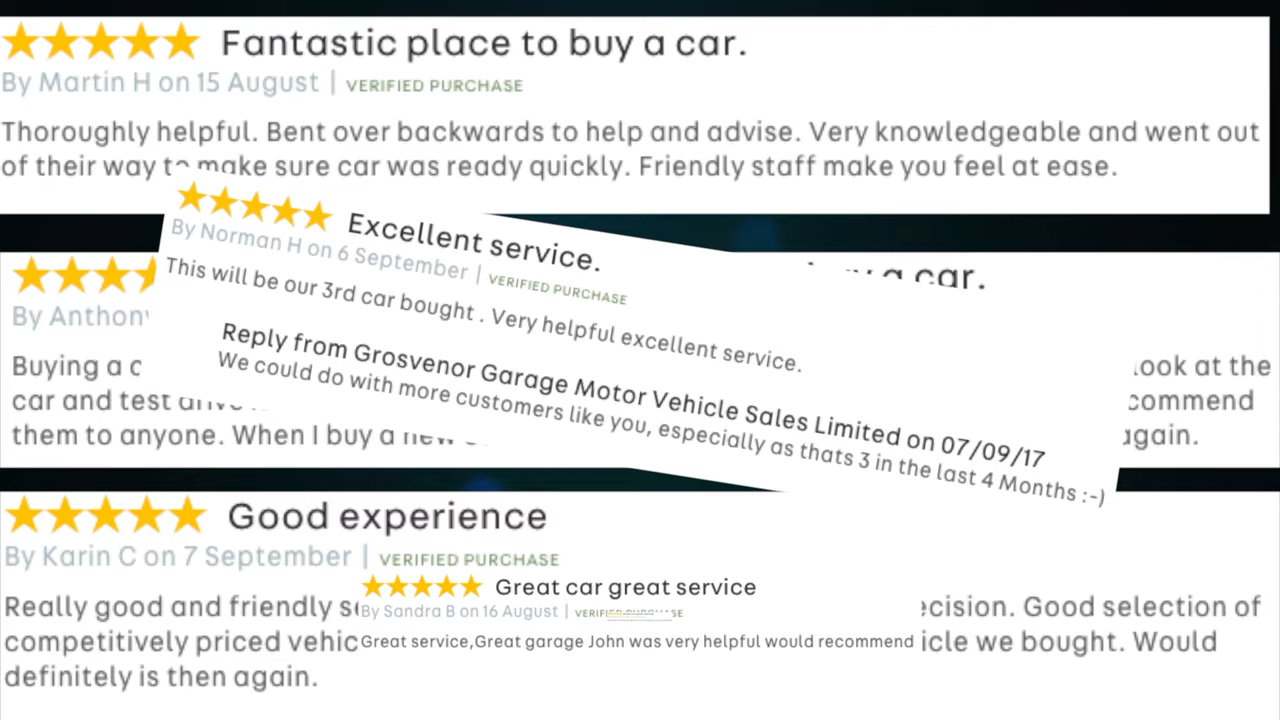 Fantastic place to buy a car.
By Martin H on 15 August | VERIFIED PURCHASE
Thoroughly helpful. Bent over backwards to help and advise. Very knowledgeable and went out
of their way to make sure car was ready quickly. Friendly staff make you feel at ease.
Excellent service.
By Norman H on 6 September | VERIFIED PURCHASE
This will be our 3rd car bought . Very helpful excellent service.
Reply from Grosvenor Garage Motor Vehicle Sales Limited on 07/09/17
We could do with more customers like you, especially as thats 3 in the last 4 Months :-)
a car.
By Anthony
Buying a look at the
car and test
them to anyone. When I buy a new again.
Good experience
By Karin C on 7 September | VERIFIED PURCHASE
Really good and friendly Good selection of
competitively priced we bought. Would
definitely is then again.
Great car great service
By Sandra B on 16 August |
Great service,Great garage John was very helpful would recommend